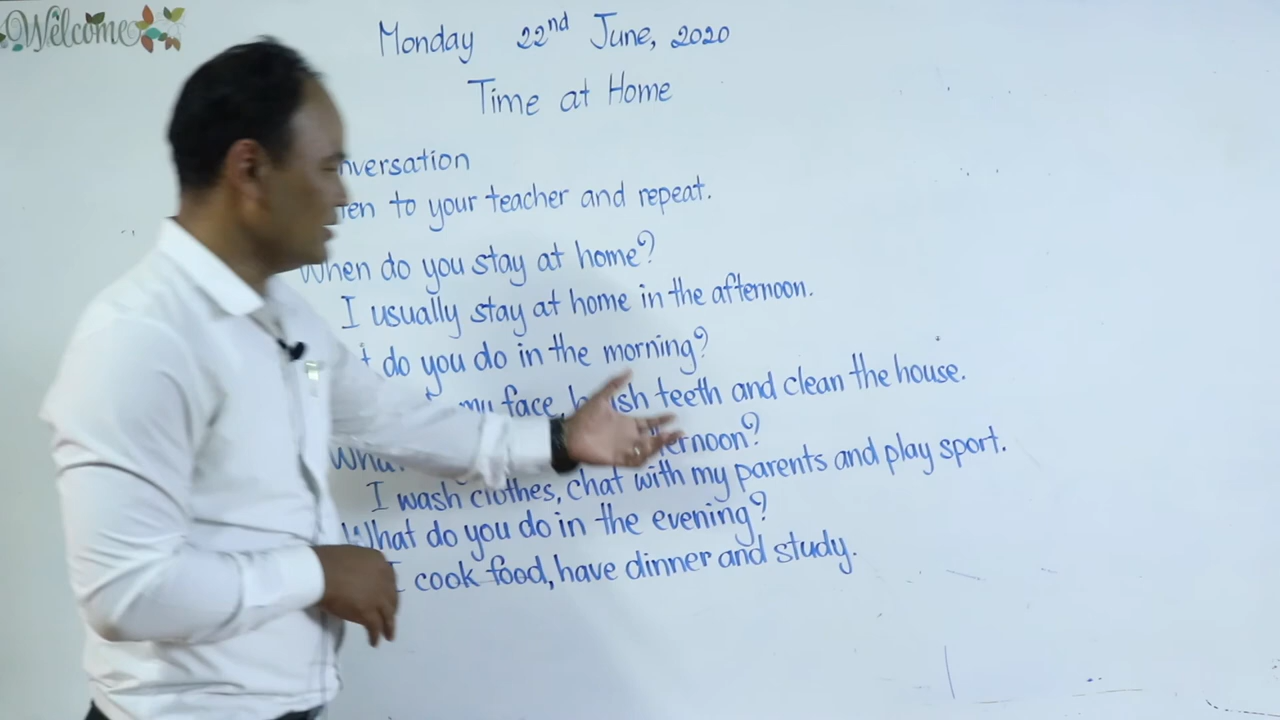 Welcome
Monday 22nd June, 2020
Time at Home
nversation
ten to your teacher and repeat.
When do you stay at home?
I usually stay at home in the afternoon.
t do you do in the morning?
my face, brush teeth and clean the house.
ternoon?
I wash clothes, chat with my parents and play sport.
What do you do in the evening?
I cook food, have dinner and study.